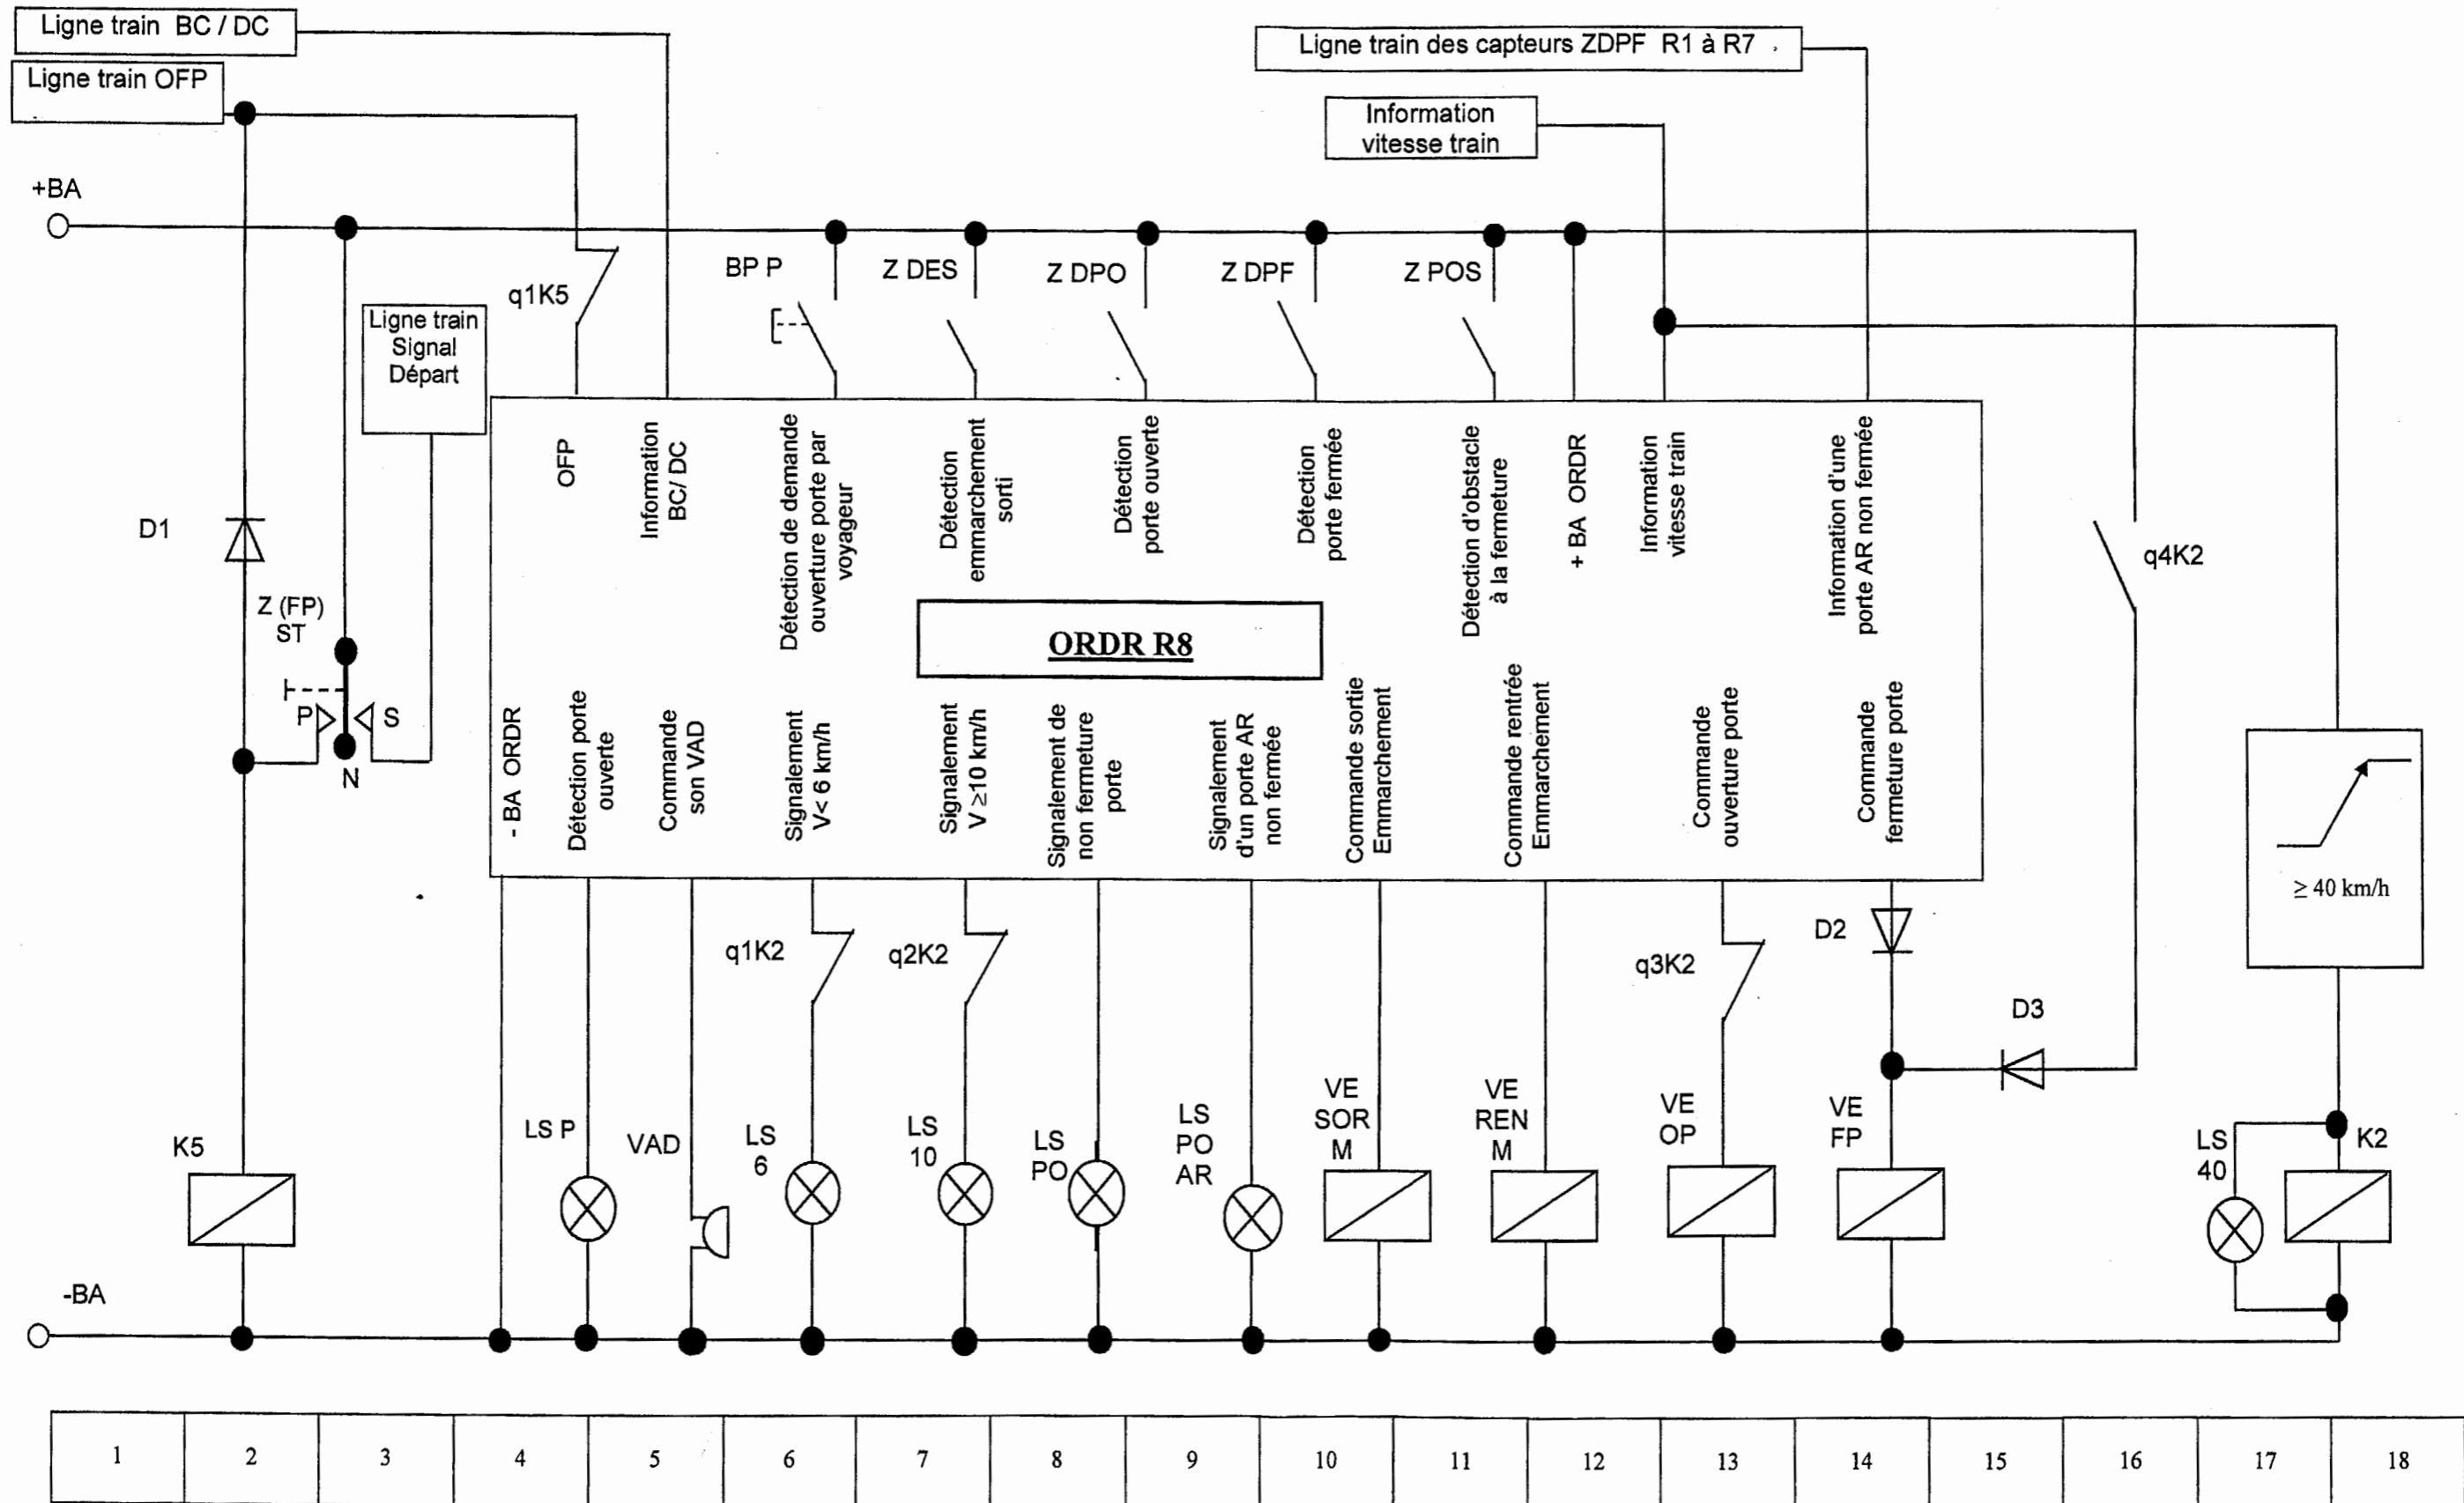 Ligne train BC / DC
Ligne train OFP
Ligne train des capteurs ZDPF R1 à R7
Information
vitesse train
+BA
BP P
Z DES
Z DPO
Z DPF
Z POS
q1K5
Ligne train
Signal
Départ
OFP
Information
BC/ DC
Détection de demande
ouverture porte par
voyageur
Détection
emmarchement
sorti
Détection
porte ouverte
Détection
porte fermée
Détection d'obstacle
à la fermeture
+ BA ORDR
Information
vitesse train
Infomation d'une
porte AR non fermée
D1
q4K2
Z (FP)
ST
P
S
N
ORDR R8
- BA ORDR
Détection porte
ouverte
Commande
son VAD
Signalement
V< 6 km/h
Signalement
V ≥10 km/h
Signalement de
non fermeture
porte
Signalement
d'un porte AR
non fermée
Commande sortie
Emmarchement
Commande rentrée
Emmarchement
Commande
ouverture porte
Commande
fermeture porte
≥ 40 km/h
q1K2
q2K2
q3K2
D2
D3
K5
LS P
VAD
LS
6
LS
10
LS
PO
LS
PO
AR
VE
SOR
M
VE
REN
M
VE
OP
VE
FP
LS
40
K2
-BA
1 2 3 4 5 6 7 8 9 10 11 12 13 14 15 16 17 18